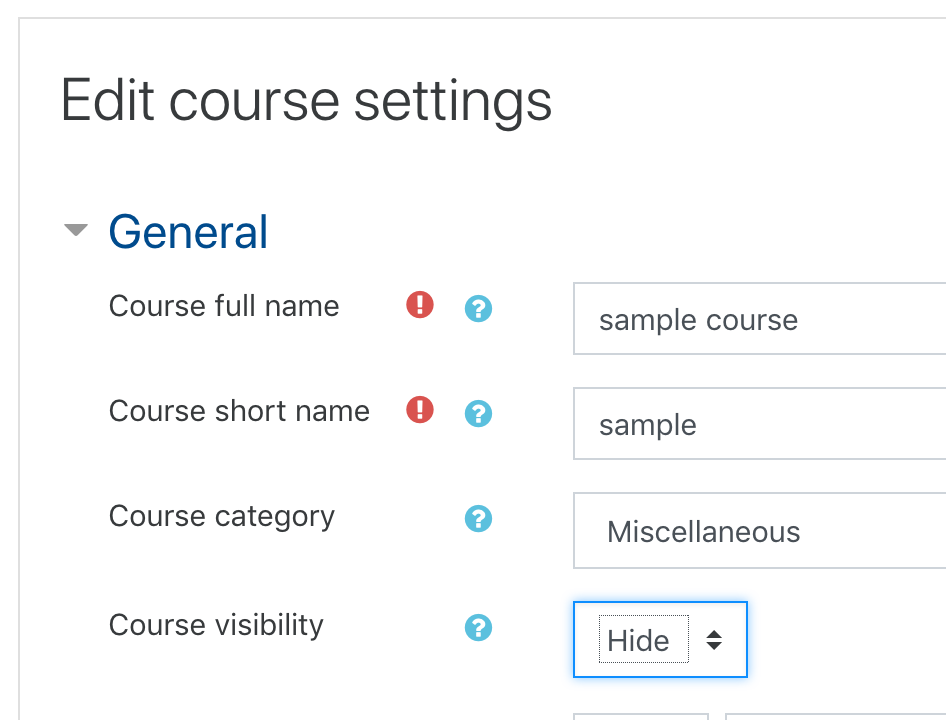 Edit course settings
General
Course full name
sample course
Course short name
sample
Course category
Miscellaneous
Course visibility
Hide